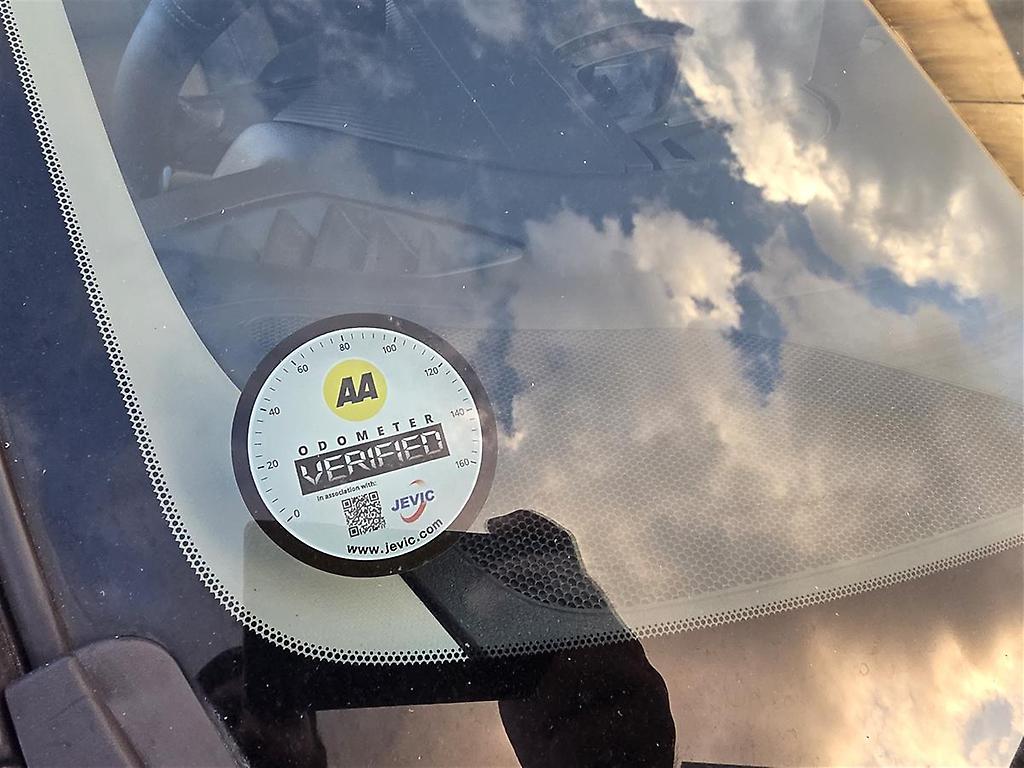 0
20
40
60
80
100
120
140
160
AA
ODOMETER
VERIFIED
in association with:
JEVIC
www.jevic.com